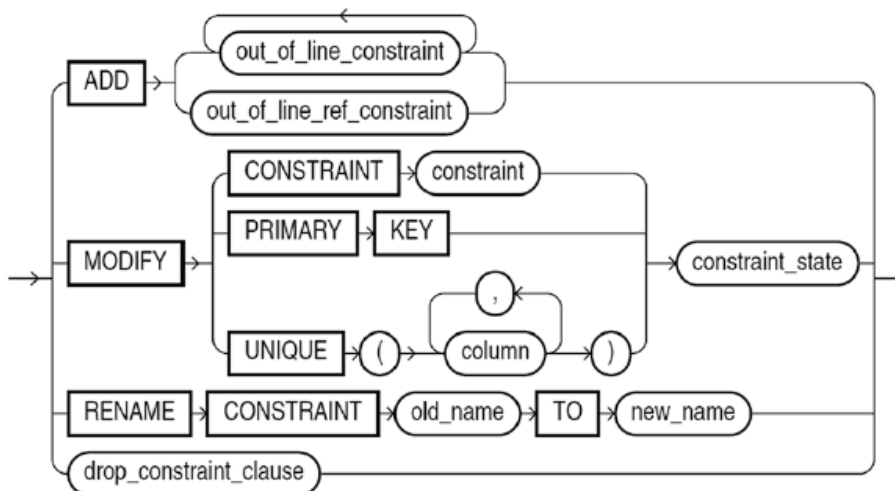 out_of_line_constraint
ADD
out_of_line_ref_constraint
CONSTRAINT constraint
PRIMARY KEY
MODIFY constraint_state
,
UNIQUE ( column )
RENAME CONSTRAINT old_name TO new_name
drop_constraint_clause